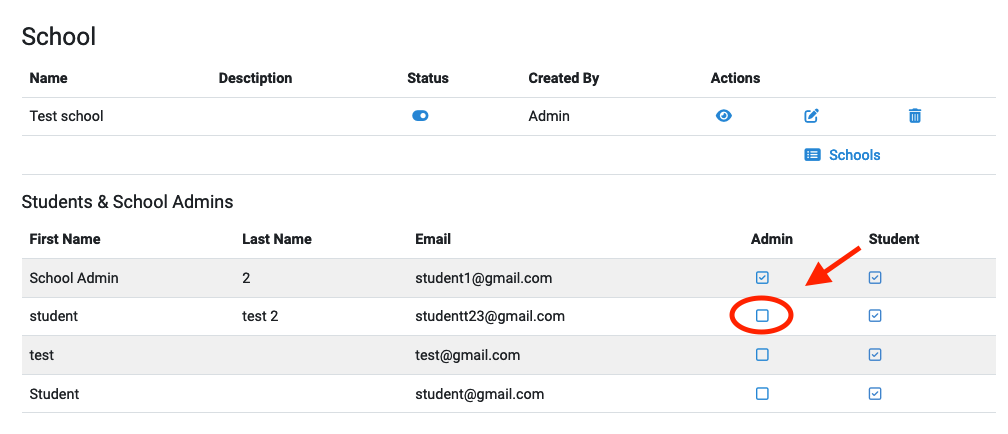 School
Name Desctiption Status Created By Actions
Test school Admin
Schools
Students & School Admins
First Name Last Name Email Admin Student
School Admin 2 student1@gmail.com
student test 2 studentt23@gmail.com
test test@gmail.com
Student student@gmail.com